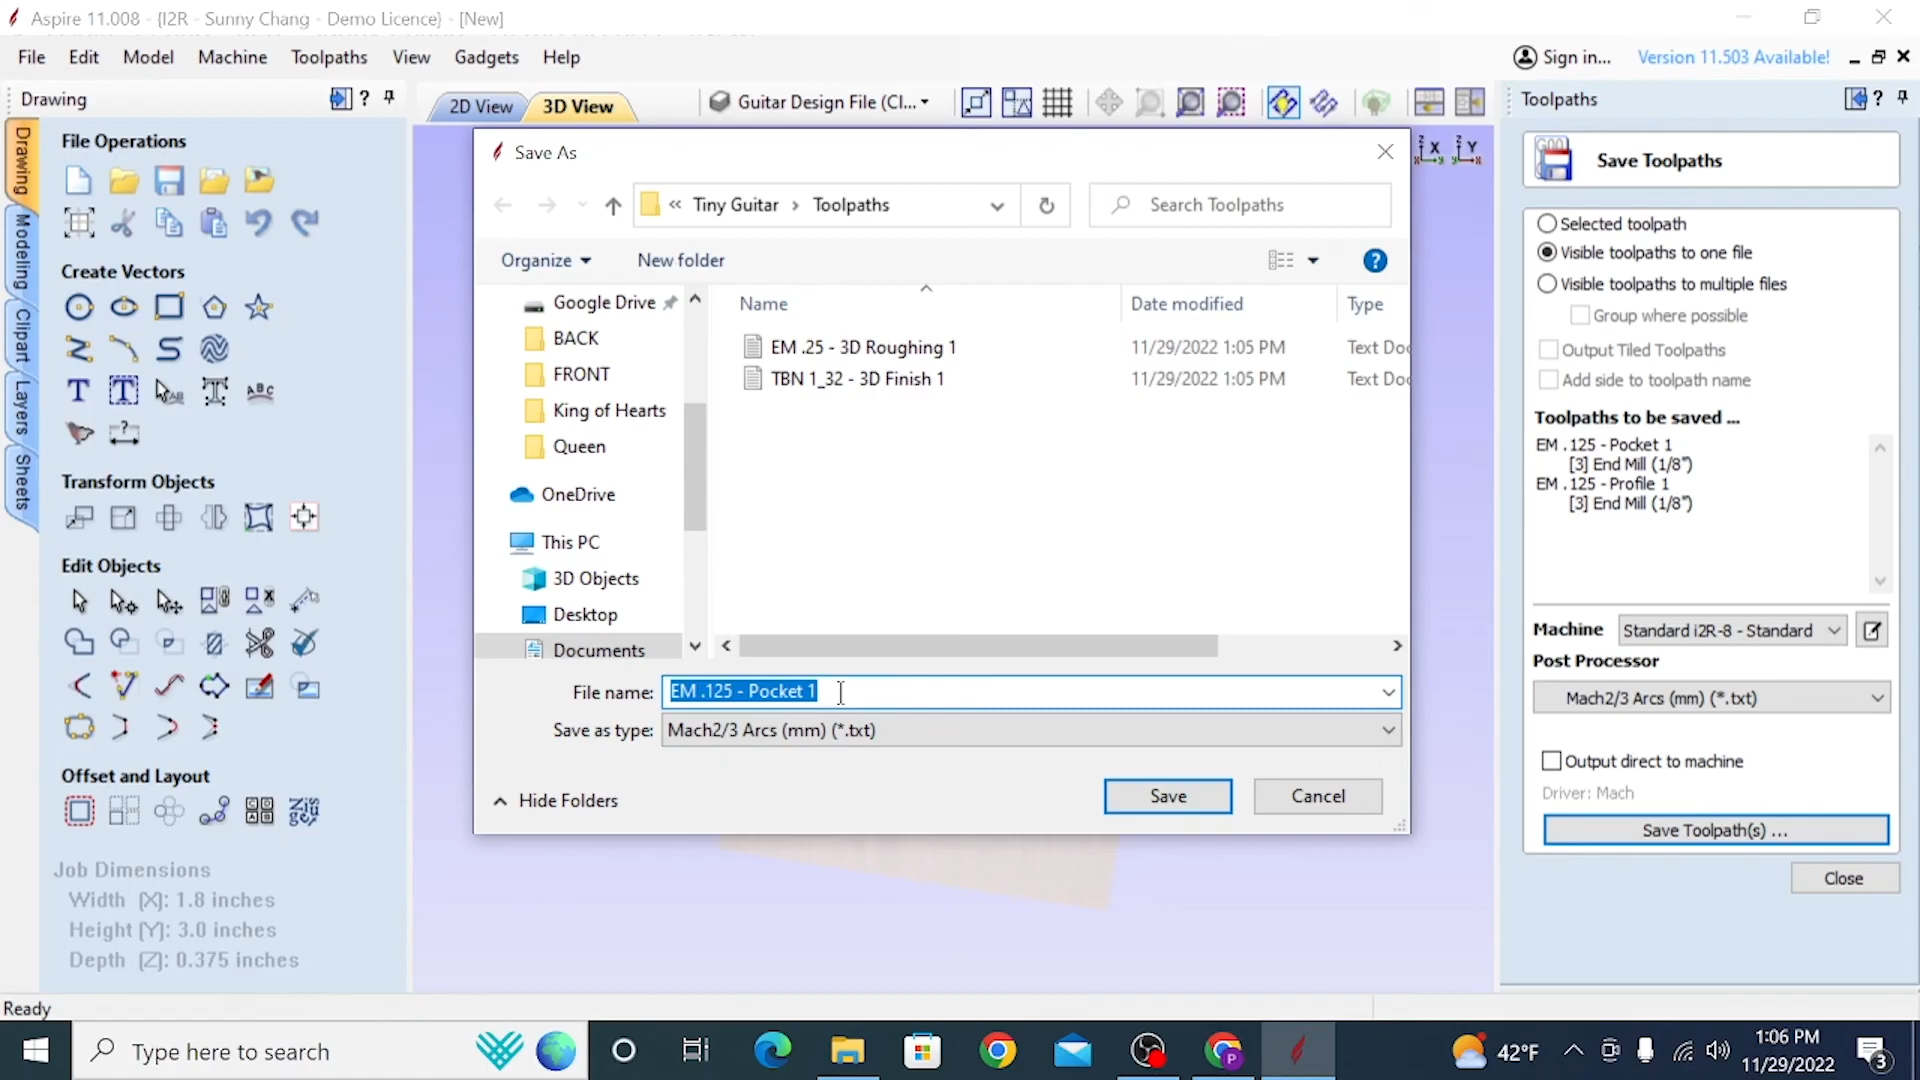 Aspire 11.008 - {I2R - Sunny Chang - Demo Licence} - [New]
File Edit Model Machine Toolpaths View Gadgets Help
Sign in... Version 11.503 Available!
Drawing
2D View 3D View
Guitar Design File (Cl...
Toolpaths
Drawing
Modeling
Clipart
Layers
Sheets
File Operations
Create Vectors
Transform Objects
Edit Objects
Offset and Layout
Job Dimensions
Width [X]: 1.8 inches
Height [Y]: 3.0 inches
Depth [Z]: 0.375 inches
Ready
Save As
« Tiny Guitar › Toolpaths
Search Toolpaths
Organize New folder
Google Drive
BACK
FRONT
King of Hearts
Queen
OneDrive
This PC
3D Objects
Desktop
Documents
Name Date modified Type
EM .25 - 3D Roughing 1 11/29/2022 1:05 PM Text Doc
TBN 1_32 - 3D Finish 1 11/29/2022 1:05 PM Text Doc
File name: EM .125 - Pocket 1
Save as type: Mach2/3 Arcs (mm) (*.txt)
Hide Folders
Save Cancel
Save Toolpaths
Selected toolpath
Visible toolpaths to one file
Visible toolpaths to multiple files
Group where possible
Output Tiled Toolpaths
Add side to toolpath name
Toolpaths to be saved ...
EM .125 - Pocket 1
[3] End Mill (1/8")
EM .125 - Profile 1
[3] End Mill (1/8")
Machine Standard i2R-8 - Standard
Post Processor
Mach2/3 Arcs (mm) (*.txt)
Output direct to machine
Driver: Mach
Save Toolpath(s) ...
Close
Type here to search
42°F
1:06 PM
11/29/2022
3